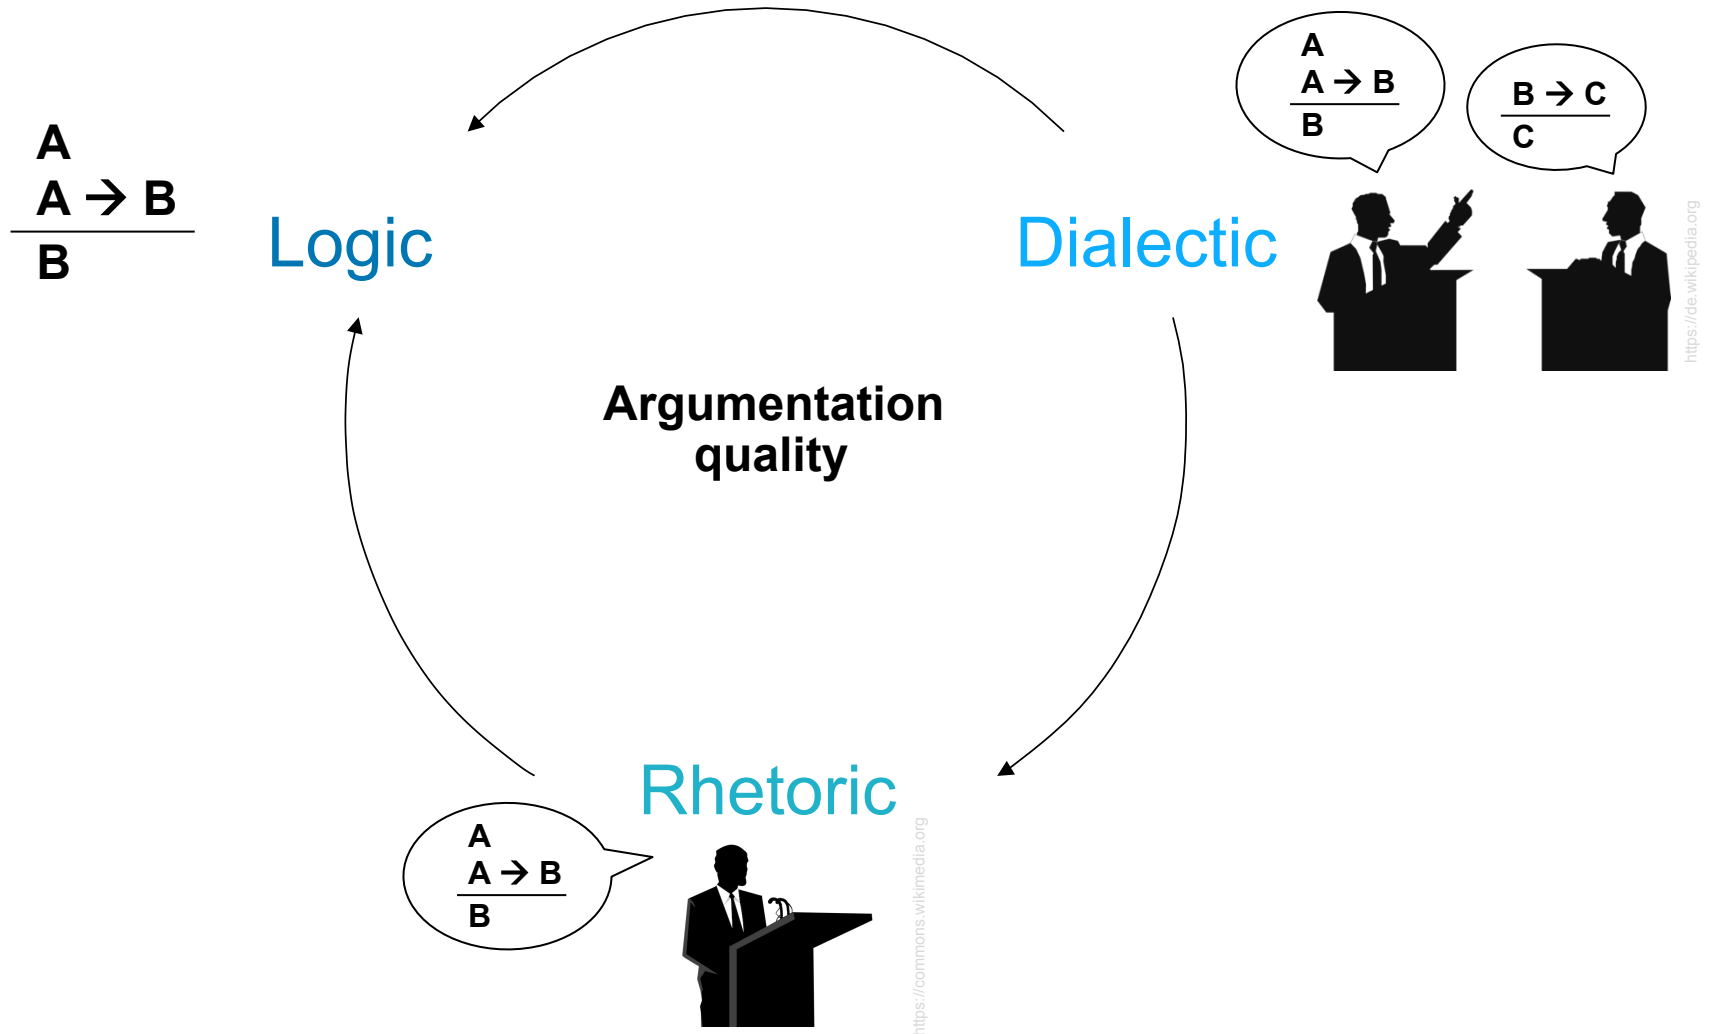 A
A → B
B
Logic
Dialectic
A
A → B
B
B → C
C
https://de.wikipedia.org
Argumentation
quality
Rhetoric
A
A → B
B
https://commons.wikimedia.org